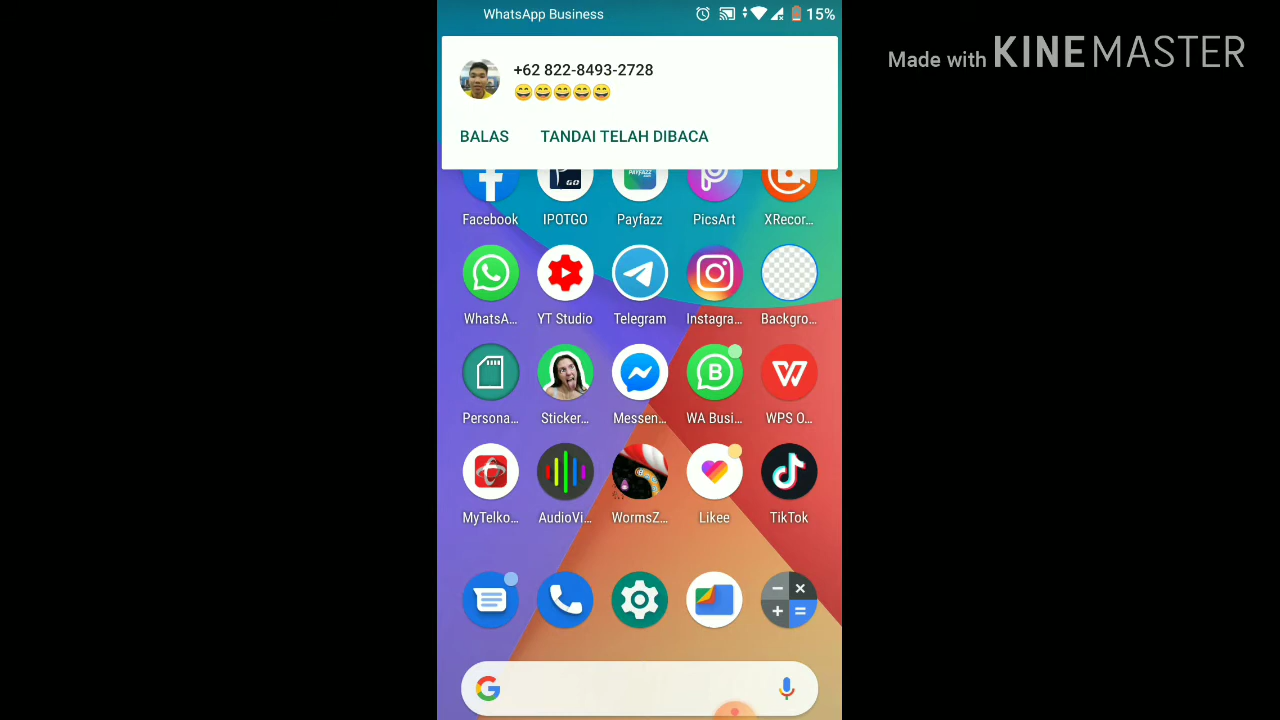 WhatsApp Business
15%
Made with KINEMASTER
+62 822-8493-2728
😄😄😄😄😄
BALAS TANDAI TELAH DIBACA
Facebook IPOTGO Payfazz PicsArt XRecor...
WhatsA... YT Studio Telegram Instagra... Backgro...
Persona... Sticker... Messen... WA Busi... WPS O...
MyTelko... AudioVi... WormsZ... Likee TikTok